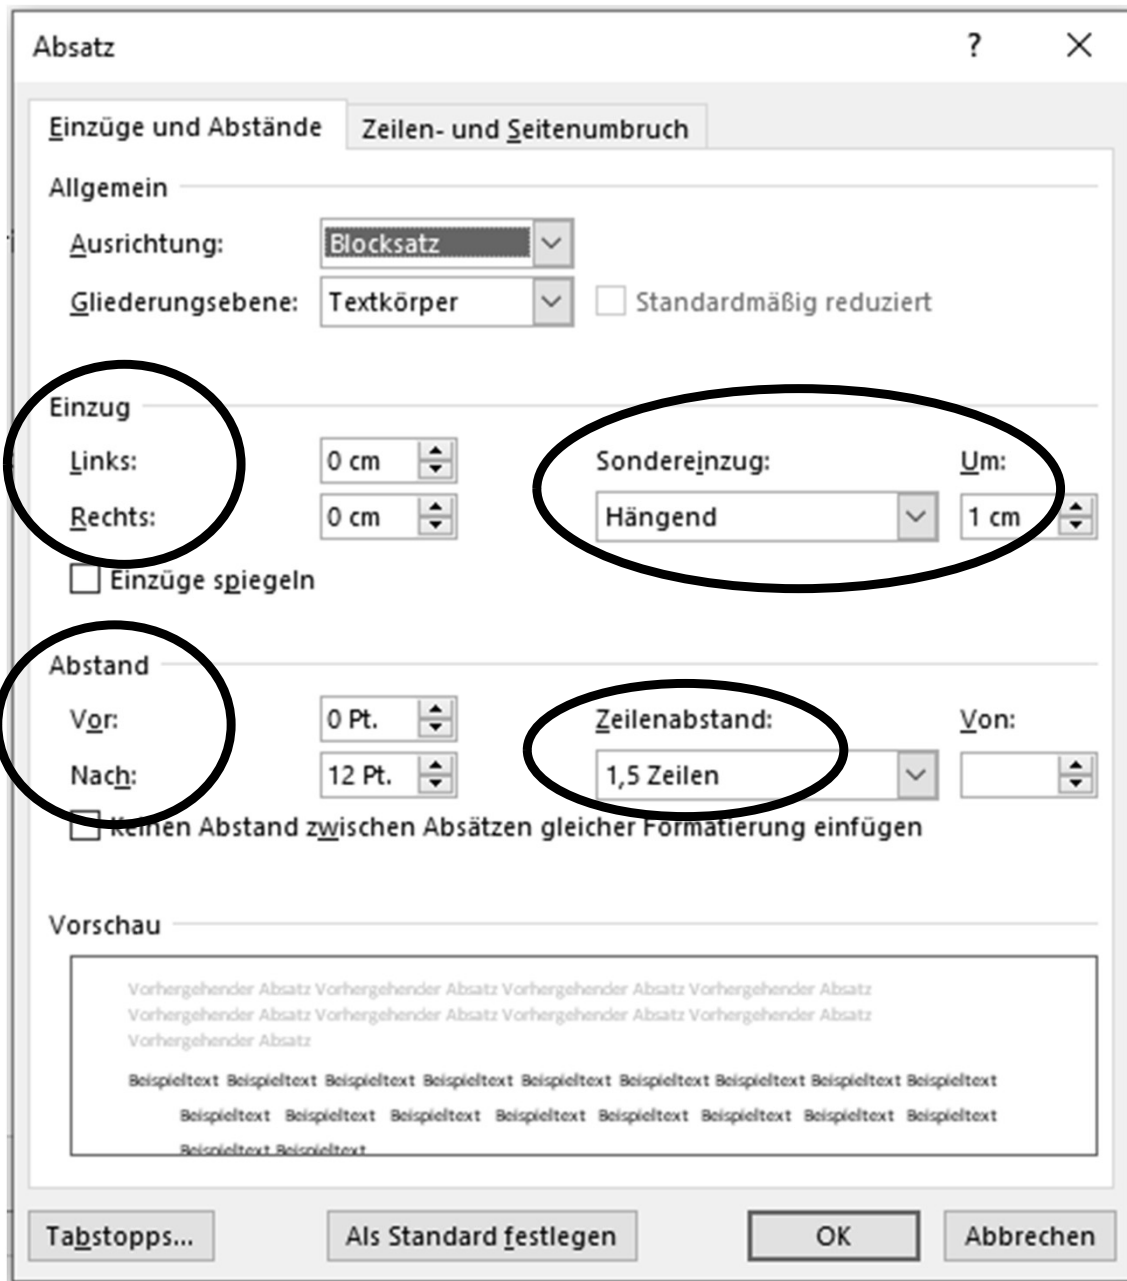 Absatz ?
Einzüge und Abstände Zeilen- und Seitenumbruch
Allgemein
Ausrichtung: Blocksatz
Gliederungsebene: Textkörper Standardmäßig reduziert
Einzug
Links: 0 cm Sondereinzug: Um:
Rechts: 0 cm Hängend 1 cm
Einzüge spiegeln
Abstand
Vor: 0 Pt. Zeilenabstand: Von:
Nach: 12 Pt. 1,5 Zeilen
Keinen Abstand zwischen Absätzen gleicher Formatierung einfügen
Vorschau
Vorhergehender Absatz Vorhergehender Absatz Vorhergehender Absatz Vorhergehender Absatz
Vorhergehender Absatz Vorhergehender Absatz Vorhergehender Absatz Vorhergehender Absatz
Vorhergehender Absatz
Beispieltext Beispieltext Beispieltext Beispieltext Beispieltext Beispieltext Beispieltext Beispieltext Beispieltext
Beispieltext Beispieltext Beispieltext Beispieltext Beispieltext Beispieltext Beispieltext Beispieltext
Beispieltext Beispieltext
Tabstopps... Als Standard festlegen OK Abbrechen